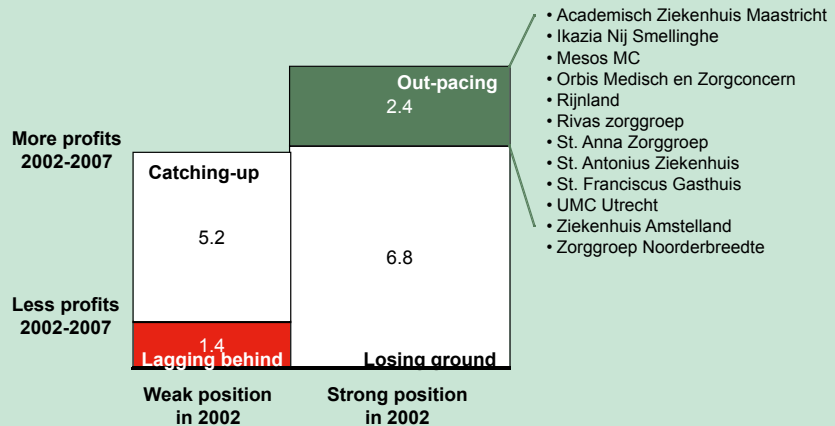 • Academisch Ziekenhuis Maastricht
• Ikazia Nij Smellinghe
• Mesos MC
• Orbis Medisch en Zorgconcern
• Rijnland
• Rivas zorggroep
• St. Anna Zorggroep
• St. Antonius Ziekenhuis
• St. Franciscus Gasthuis
• UMC Utrecht
• Ziekenhuis Amstelland
• Zorggroep Noorderbreedte
Out-pacing
2.4
More profits
2002-2007
Catching-up
5.2
6.8
Less profits
2002-2007
1.4
Lagging behind
Losing ground
Weak position
in 2002
Strong position
in 2002